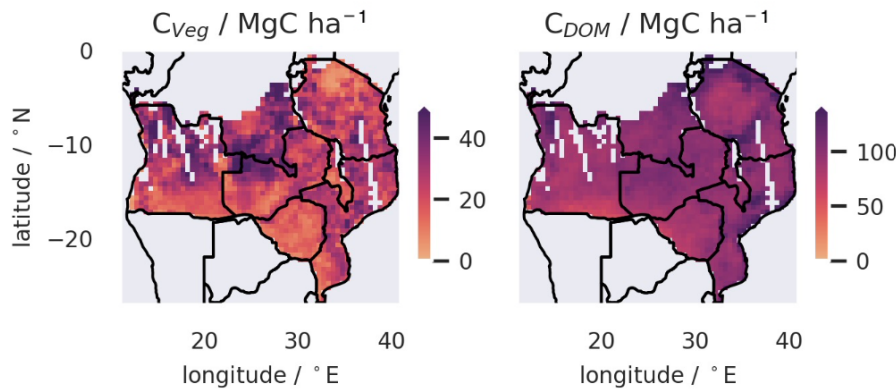 C_Veg / MgC ha⁻¹
C_DOM / MgC ha⁻¹
0
−10
−20
latitude / °N
40
20
0
100
50
0
20 30 40
20 30 40
longitude / °E
longitude / °E